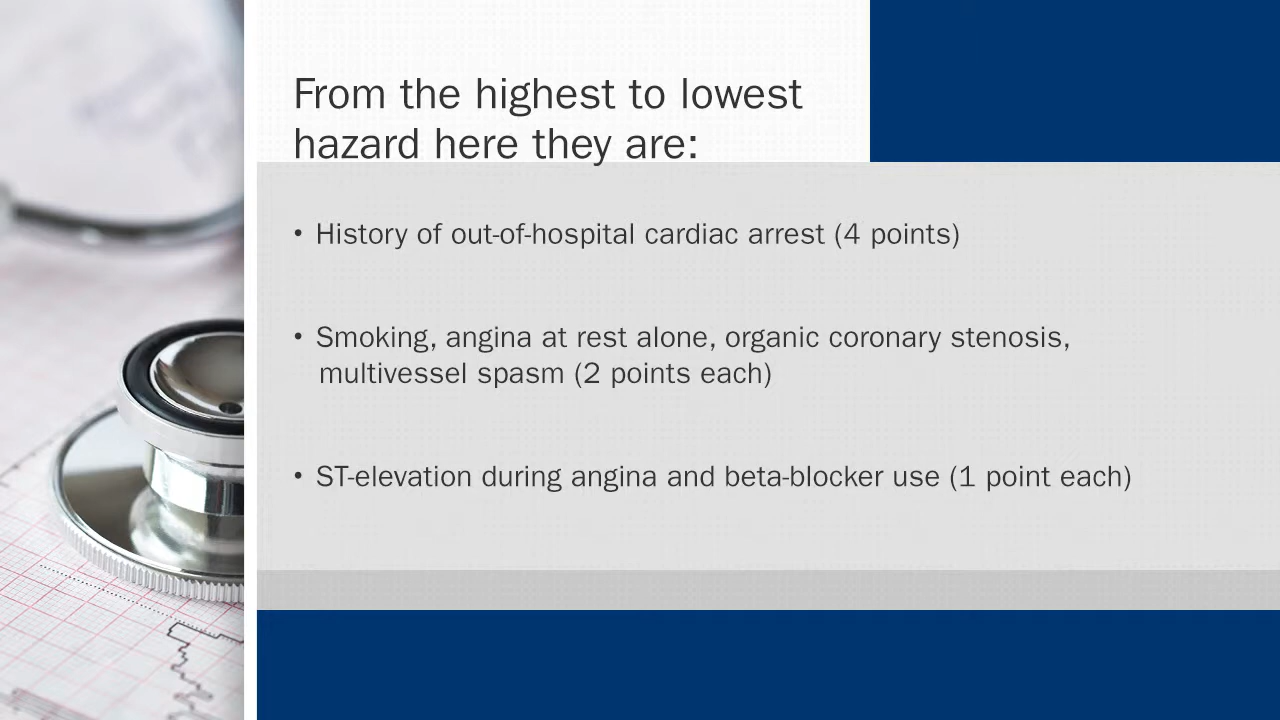 From the highest to lowest
hazard here they are:
• History of out-of-hospital cardiac arrest (4 points)
• Smoking, angina at rest alone, organic coronary stenosis,
multivessel spasm (2 points each)
• ST-elevation during angina and beta-blocker use (1 point each)